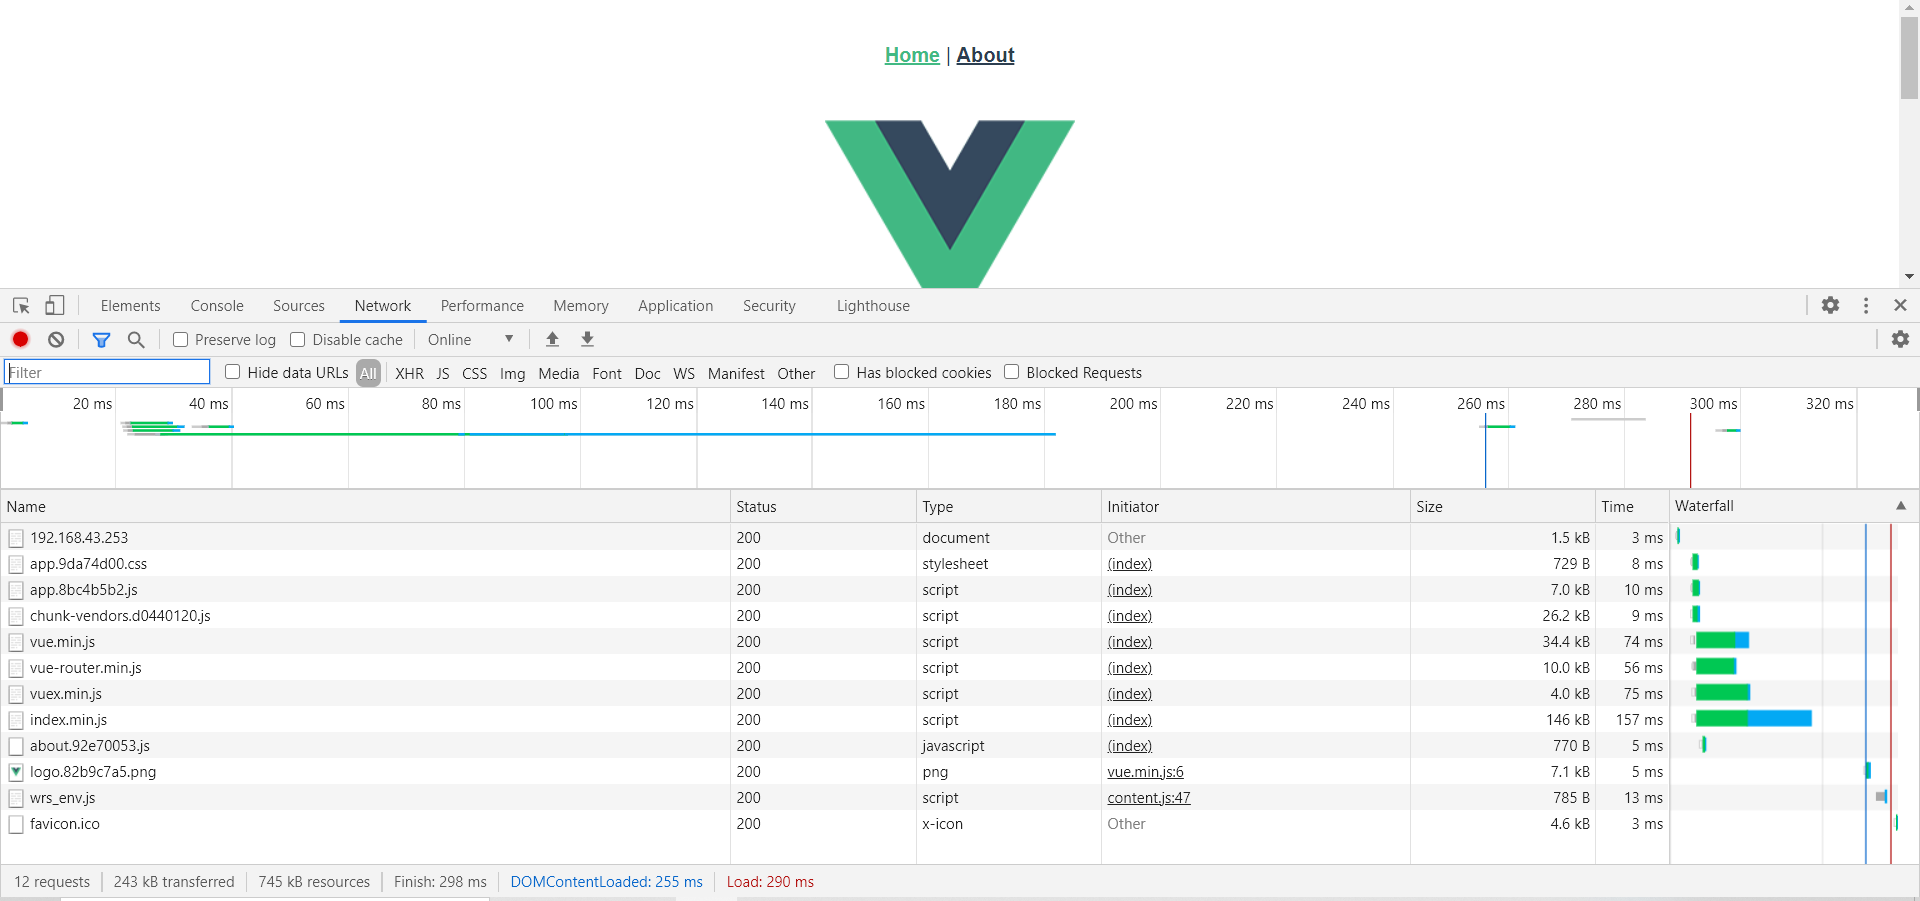 Home | About
Elements Console Sources Network Performance Memory Application Security Lighthouse
Preserve log Disable cache Online
Filter Hide data URLs All XHR JS CSS Img Media Font Doc WS Manifest Other Has blocked cookies Blocked Requests
20 ms 40 ms 60 ms 80 ms 100 ms 120 ms 140 ms 160 ms 180 ms 200 ms 220 ms 240 ms 260 ms 280 ms 300 ms 320 ms
Name Status Type Initiator Size Time Waterfall
192.168.43.253 200 document Other 1.5 kB 3 ms
app.9da74d00.css 200 stylesheet (index) 729 B 8 ms
app.8bc4b5b2.js 200 script (index) 7.0 kB 10 ms
chunk-vendors.d0440120.js 200 script (index) 26.2 kB 9 ms
vue.min.js 200 script (index) 34.4 kB 74 ms
vue-router.min.js 200 script (index) 10.0 kB 56 ms
vuex.min.js 200 script (index) 4.0 kB 75 ms
index.min.js 200 script (index) 146 kB 157 ms
about.92e70053.js 200 javascript (index) 770 B 5 ms
logo.82b9c7a5.png 200 png vue.min.js:6 7.1 kB 5 ms
wrs_env.js 200 script content.js:47 785 B 13 ms
favicon.ico 200 x-icon Other 4.6 kB 3 ms
12 requests 243 kB transferred 745 kB resources Finish: 298 ms DOMContentLoaded: 255 ms Load: 290 ms